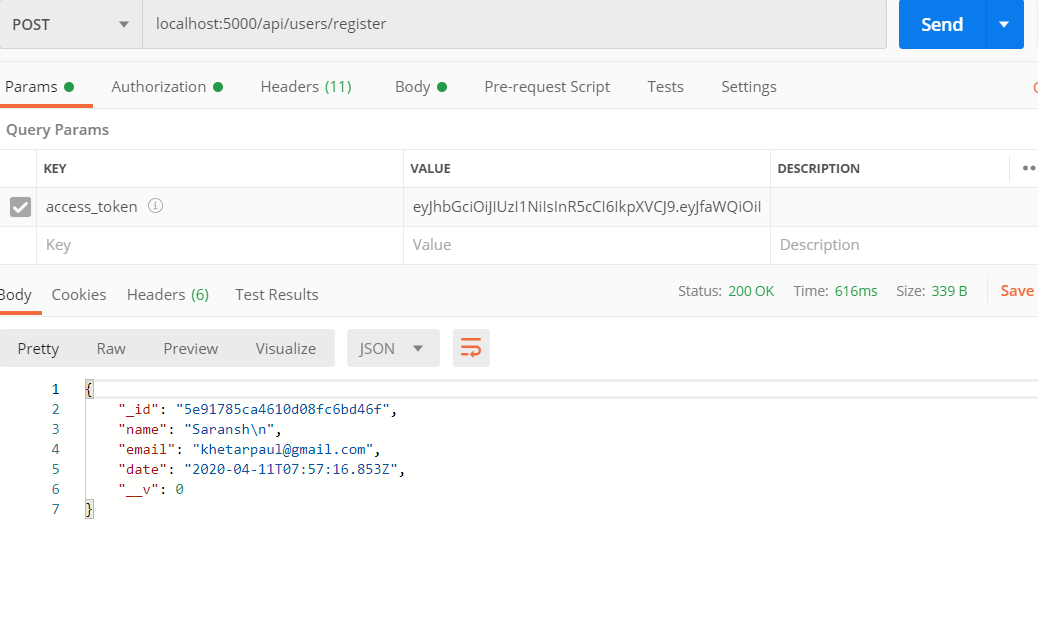 POST localhost:5000/api/users/register Send
Params Authorization Headers (11) Body Pre-request Script Tests Settings
Query Params
KEY VALUE DESCRIPTION
access_token eyJhbGciOiJIUzI1NiIsInR5cCI6IkpXVCJ9.eyJfaWQiOiI
Key Value Description
Body Cookies Headers (6) Test Results Status: 200 OK Time: 616ms Size: 339 B Save
Pretty Raw Preview Visualize JSON
1 {
2 "_id": "5e91785ca4610d08fc6bd46f",
3 "name": "Saransh\n",
4 "email": "khetarpaul@gmail.com",
5 "date": "2020-04-11T07:57:16.853Z",
6 "__v": 0
7 }